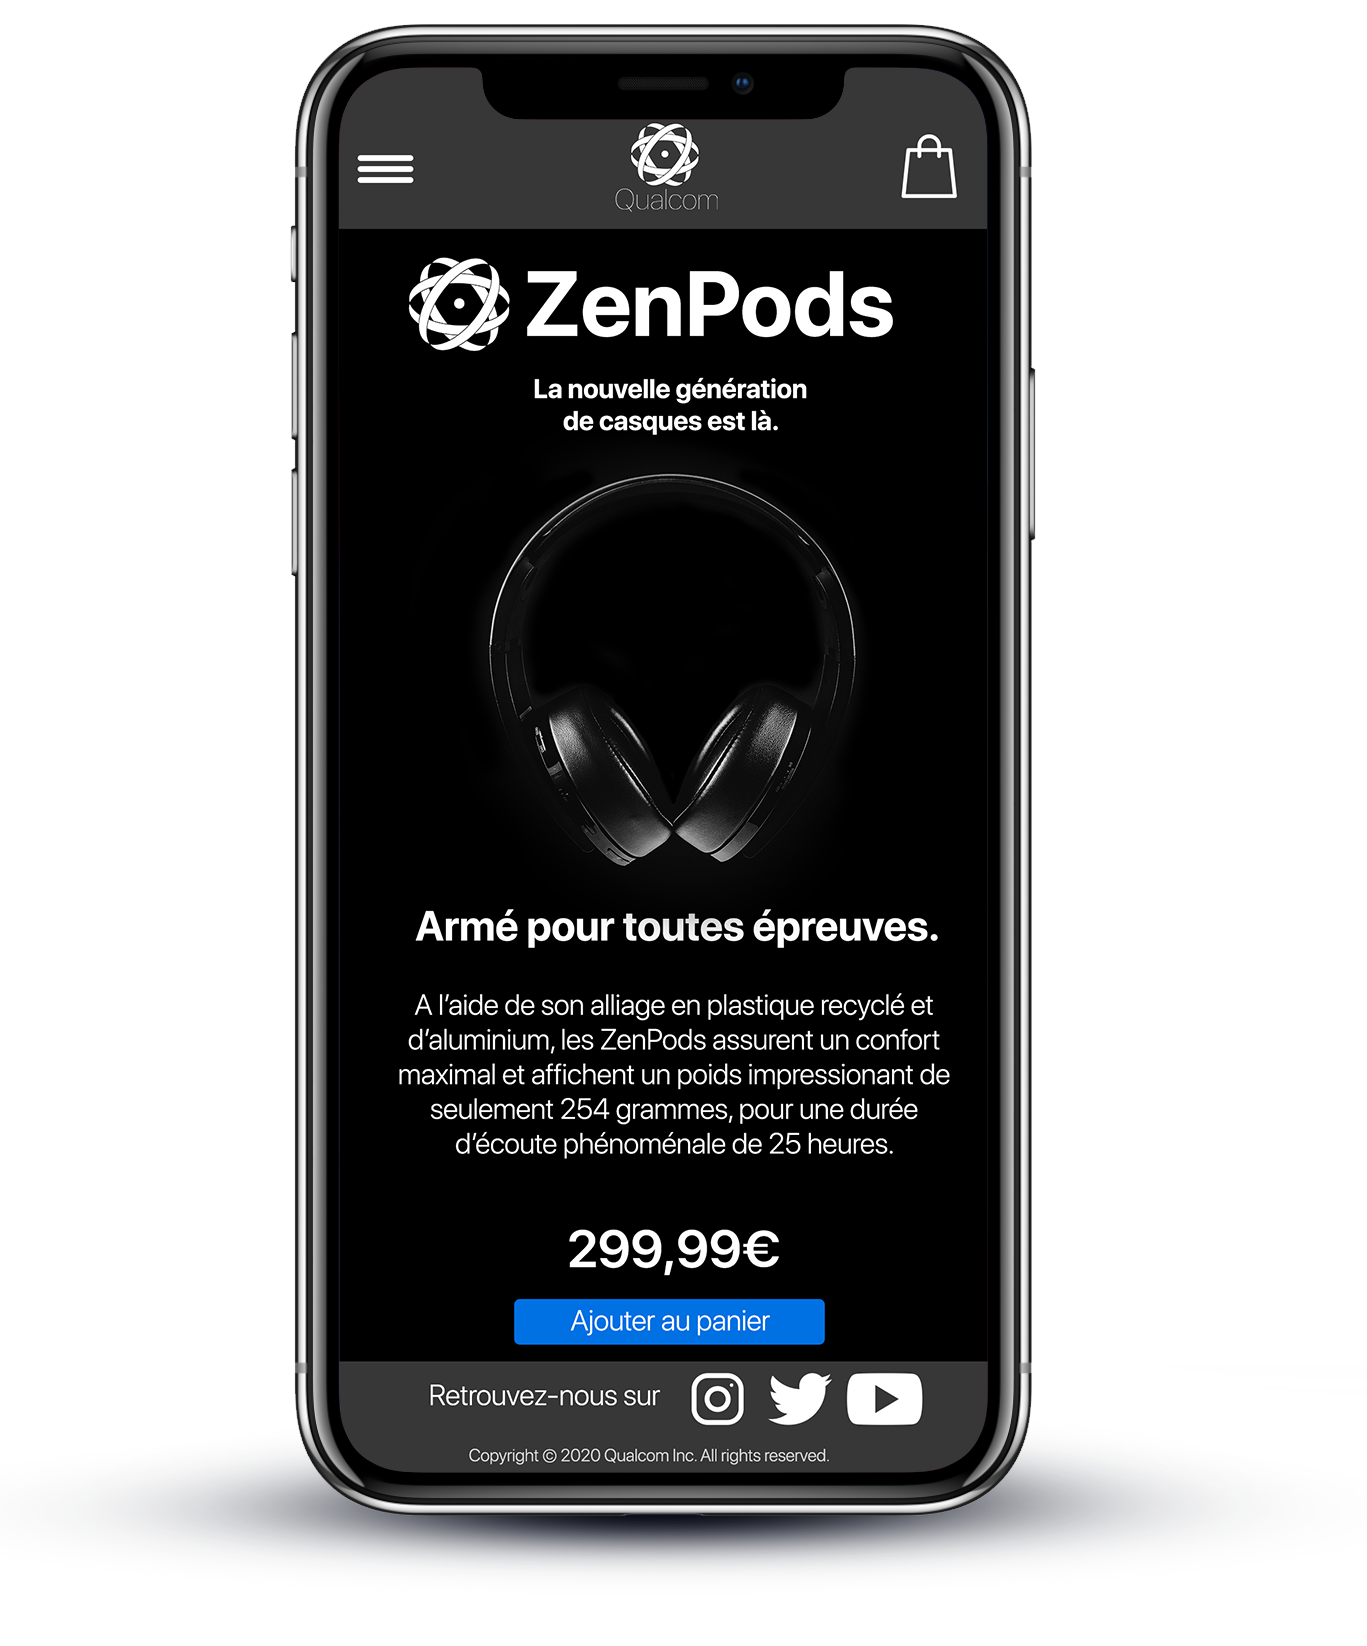 Qualcom
ZenPods
La nouvelle génération
de casques est là.
Armé pour toutes épreuves.
A l’aide de son alliage en plastique recyclé et
d’aluminium, les ZenPods assurent un confort
maximal et affichent un poids impressionant de
seulement 254 grammes, pour une durée
d’écoute phénoménale de 25 heures.
299,99€
Ajouter au panier
Retrouvez-nous sur
Copyright © 2020 Qualcom Inc. All rights reserved.